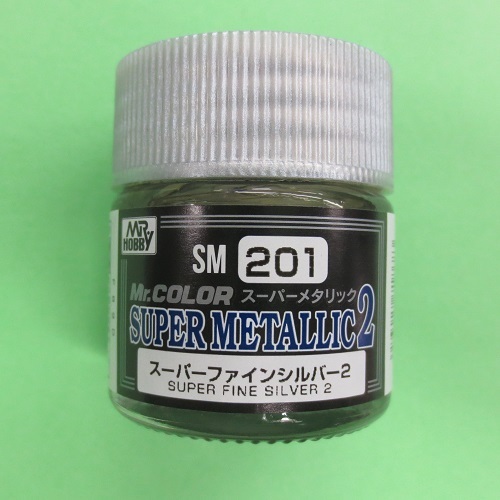 MR
HOBBY
SM 201
Mr.COLOR スーパーメタリック
SUPER METALLIC 2
スーパーファインシルバー2
SUPER FINE SILVER 2